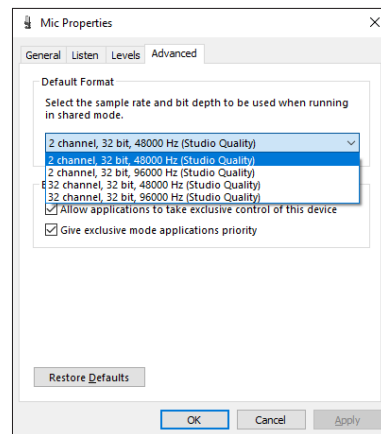 Mic Properties
General Listen Levels Advanced
Default Format
Select the sample rate and bit depth to be used when running
in shared mode.
2 channel, 32 bit, 48000 Hz (Studio Quality)
2 channel, 32 bit, 48000 Hz (Studio Quality)
2 channel, 32 bit, 96000 Hz (Studio Quality)
32 channel, 32 bit, 48000 Hz (Studio Quality)
32 channel, 32 bit, 96000 Hz (Studio Quality)
Allow applications to take exclusive control of this device
Give exclusive mode applications priority
Restore Defaults
OK Cancel Apply